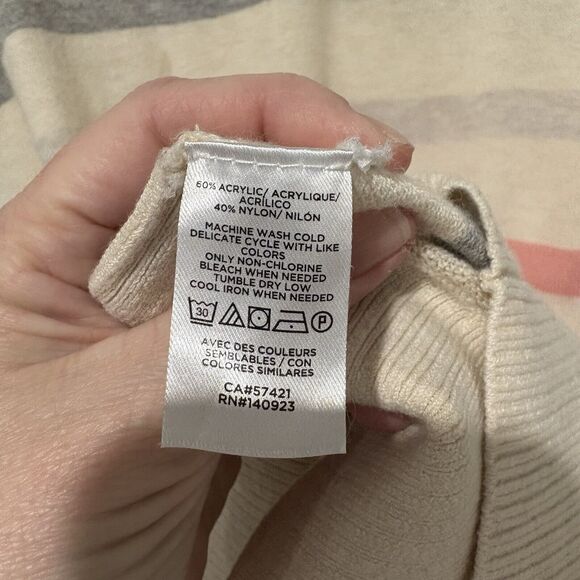 60% ACRYLIC/ ACRYLIQUE/
ACRÍLICO
40% NYLON/ NILÓN
MACHINE WASH COLD
DELICATE CYCLE WITH LIKE
COLORS
ONLY NON-CHLORINE
BLEACH WHEN NEEDED
TUMBLE DRY LOW
COOL IRON WHEN NEEDED
30 P
AVEC DES COULEURS
SEMBLABLES / CON
COLORES SIMILARES
CA#57421
RN#140923